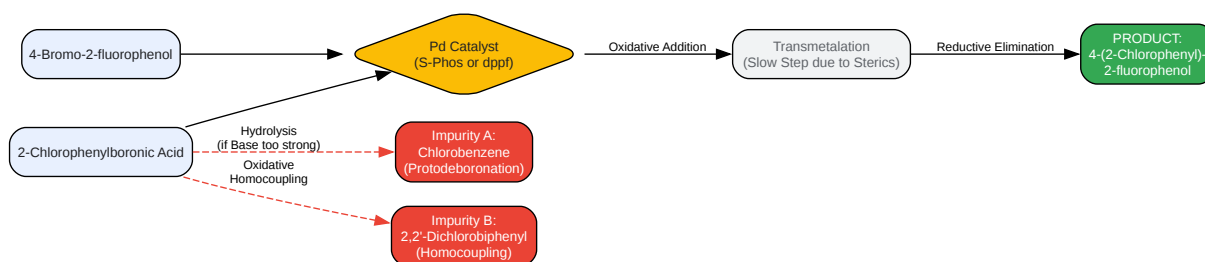 4-Bromo-2-fluorophenol
Pd Catalyst
(S-Phos or dppf)
Oxidative Addition
Transmetalation
(Slow Step due to Sterics)
Reductive Elimination
PRODUCT:
4-(2-Chlorophenyl)-
2-fluorophenol
2-Chlorophenylboronic Acid
Hydrolysis
(if Base too strong)
Impurity A:
Chlorobenzene
(Protodeboronation)
Oxidative
Homocoupling
Impurity B:
2,2'-Dichlorobiphenyl
(Homocoupling)